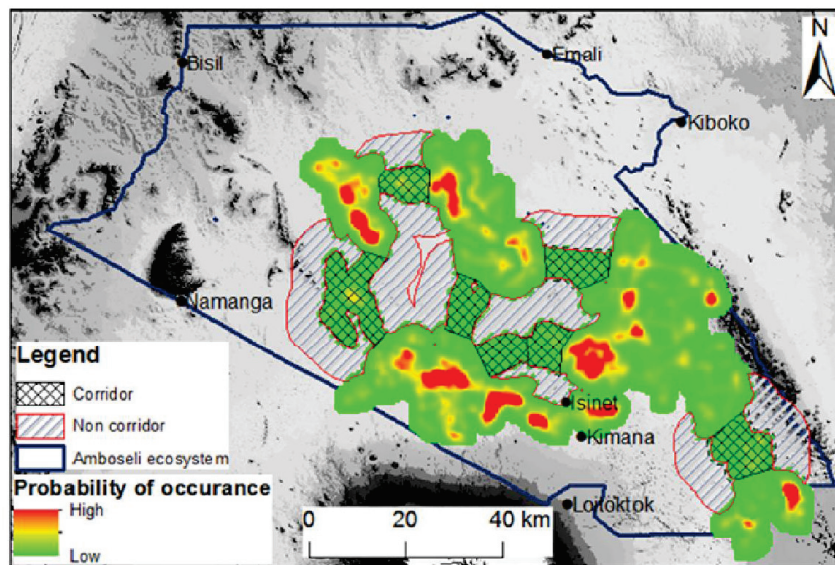 N
Emali
Bisil
Kiboko
Namanga
Legend
Corridor
Non corridor
Amboseli ecosystem
Probability of occurance
High
Low
Isinet
Kimana
Loitoktok
0 20 40 km